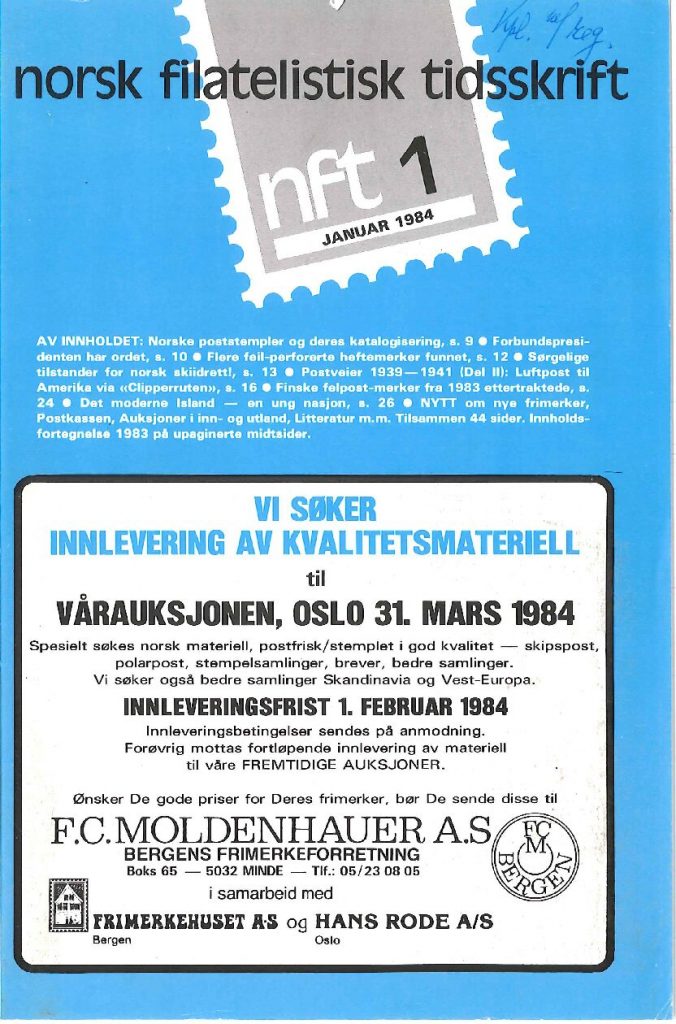 Kpl. m/ reg.
norsk filatelistisk tidsskrift
nft 1
JANUAR 1984
AV INNHOLDET: Norske poststempler og deres katalogisering, s. 9 ● Forbundspresi-
denten har ordet, s. 10 ● Flere feil-perforerte heftemerker funnet, s. 12 ● Sørgelige
tilstander for norsk skiidrett!, s. 13 ● Postveier 1939—1941 (Del II): Luftpost til
Amerika via «Clipperruten», s. 16 ● Finske felpost-merker fra 1983 ettertraktede, s.
24 ● Det moderne Island — en ung nasjon, s. 26 ● NYTT om nye frimerker,
Postkassen, Auksjoner i inn- og utland, Litteratur m.m. Tilsammen 44 sider. Innholds-
fortegnelse 1983 på upaginerte midtsider.
VI SØKER
INNLEVERING AV KVALITETSMATERIELL
til
VÅRAUKSJONEN, OSLO 31. MARS 1984
Spesielt søkes norsk materiell, postfrisk/stemplet i god kvalitet — skipspost,
polarpost, stempelsamlinger, brever, bedre samlinger.
Vi søker også bedre samlinger Skandinavia og Vest-Europa.
INNLEVERINGSFRIST 1. FEBRUAR 1984
Innleveringsbetingelser sendes på anmodning.
Forøvrig mottas fortløpende innlevering av materiell
til våre FREMTIDIGE AUKSJONER.
Ønsker De gode priser for Deres frimerker, bør De sende disse til
F.C. MOLDENHAUER A.S
BERGENS FRIMERKEFORRETNING
Boks 65 — 5032 MINDE — Tlf.: 05/23 08 05
FCM
BERGEN
i samarbeid med
FRIMERKEHUSET A·S og HANS RODE A/S
Bergen Oslo